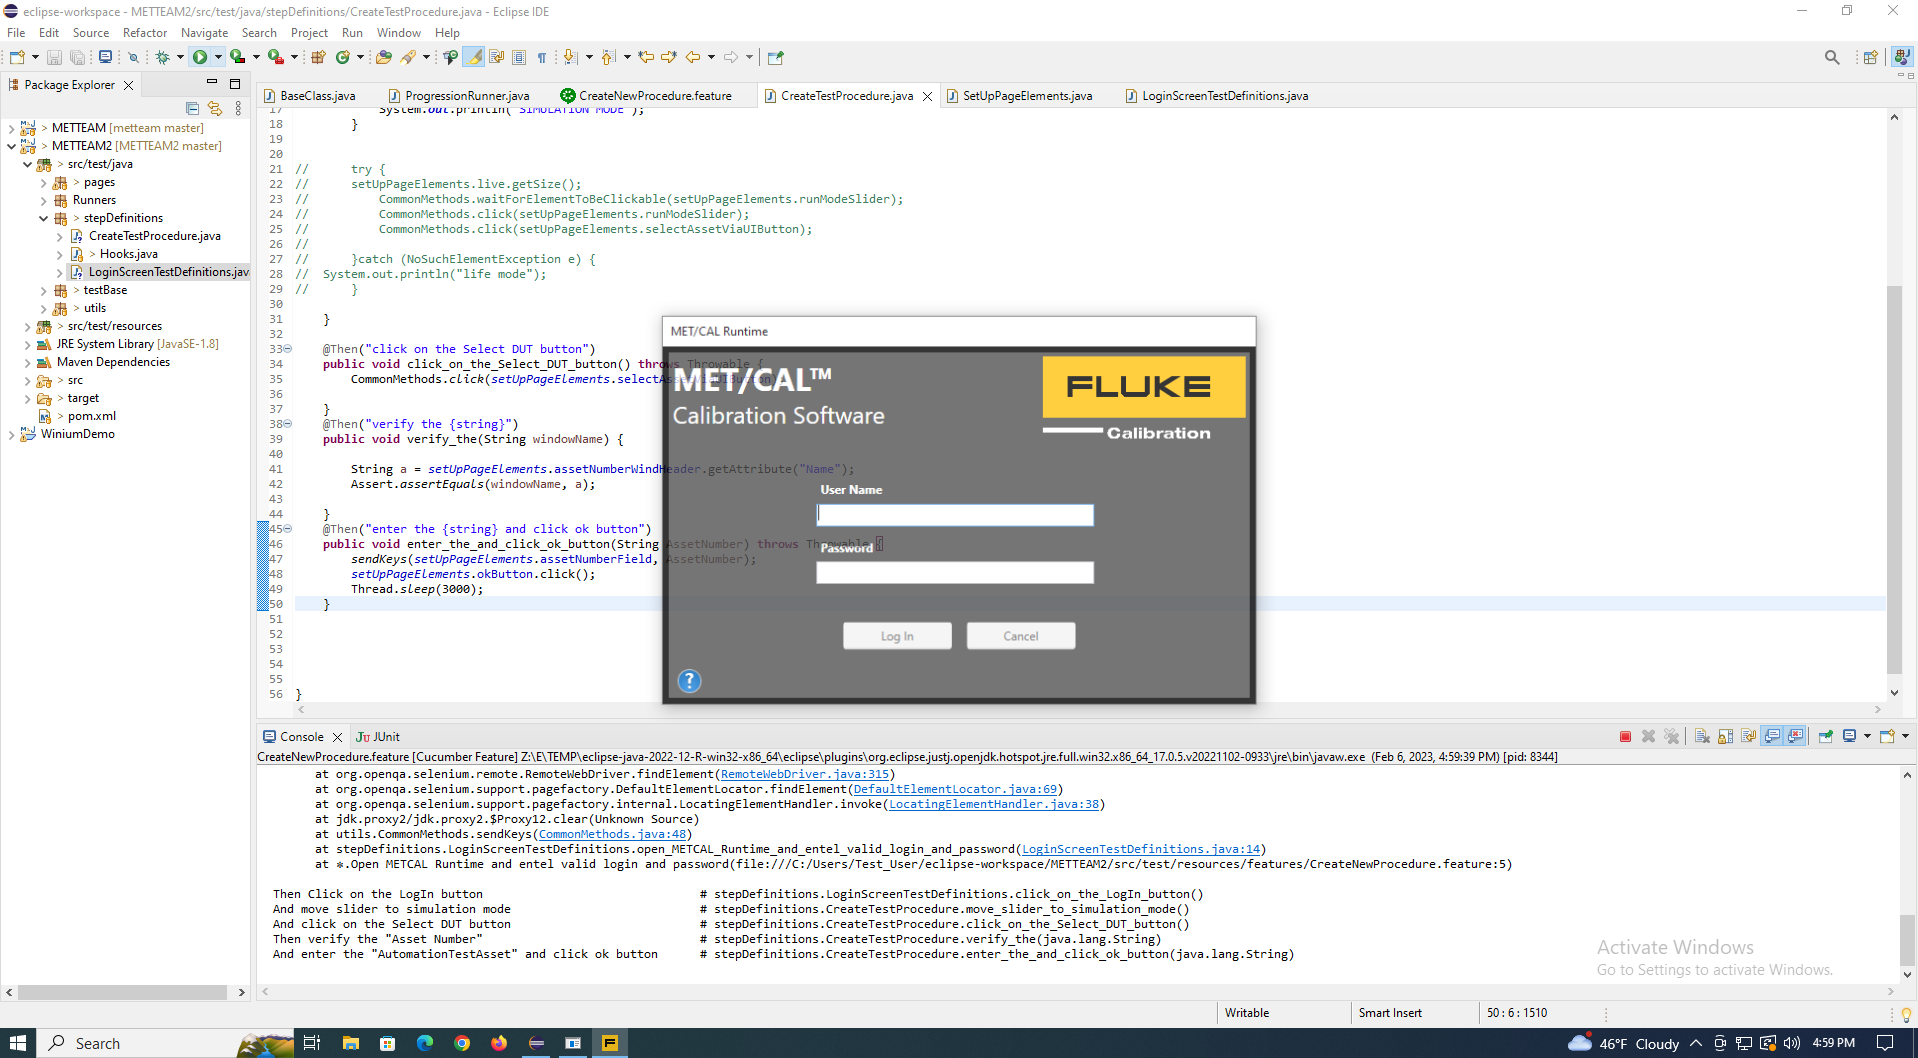 eclipse-workspace - METTEAM2/src/test/java/stepDefinitions/CreateTestProcedure.java - Eclipse IDE
File Edit Source Refactor Navigate Search Project Run Window Help
Package Explorer
BaseClass.java ProgressionRunner.java CreateNewProcedure.feature CreateTestProcedure.java SetUpPageElements.java LoginScreenTestDefinitions.java
> METTEAM [metteam master]
> METTEAM2 [METTEAM2 master]
> src/test/java
> pages
Runners
> stepDefinitions
CreateTestProcedure.java
> Hooks.java
LoginScreenTestDefinitions.jav
> testBase
> utils
> src/test/resources
JRE System Library [JavaSE-1.8]
Maven Dependencies
> src
> target
> pom.xml
WiniumDemo
17 System.out.println("SIMULATION MODE");
18 }
19
20
21 // try {
22 // setUpPageElements.live.getSize();
23 // CommonMethods.waitForElementToBeClickable(setUpPageElements.runModeSlider);
24 // CommonMethods.click(setUpPageElements.runModeSlider);
25 // CommonMethods.click(setUpPageElements.selectAssetViaUIButton);
26 //
27 // }catch (NoSuchElementException e) {
28 // System.out.println("life mode");
29 // }
30
31 }
32
33 @Then("click on the Select DUT button")
34 public void click_on_the_Select_DUT_button() throws Throwable {
35 CommonMethods.click(setUpPageElements.selectAssetViaUIButton);
36
37 }
38 @Then("verify the {string}")
39 public void verify_the(String windowName) {
40
41 String a = setUpPageElements.assetNumberWindHeader.getAttribute("Name");
42 Assert.assertEquals(windowName, a);
43
44 }
45 @Then("enter the {string} and click ok button")
46 public void enter_the_and_click_ok_button(String AssetNumber) throws Throwable {
47 sendKeys(setUpPageElements.assetNumberField, AssetNumber);
48 setUpPageElements.okButton.click();
49 Thread.sleep(3000);
50 }
51
52
53
54
55
56 }
MET/CAL Runtime
MET/CAL™
Calibration Software
FLUKE
Calibration
User Name
Password
Log In Cancel
?
Console JUnit
CreateNewProcedure.feature [Cucumber Feature] Z:\E\TEMP\eclipse-java-2022-12-R-win32-x86_64\eclipse\plugins\org.eclipse.justj.openjdk.hotspot.jre.full.win32.x86_64_17.0.5.v20221102-0933\jre\bin\javaw.exe (Feb 6, 2023, 4:59:39 PM) [pid: 8344]
at org.openqa.selenium.remote.RemoteWebDriver.findElement(RemoteWebDriver.java:315)
at org.openqa.selenium.support.pagefactory.DefaultElementLocator.findElement(DefaultElementLocator.java:69)
at org.openqa.selenium.support.pagefactory.internal.LocatingElementHandler.invoke(LocatingElementHandler.java:38)
at jdk.proxy2/jdk.proxy2.$Proxy12.clear(Unknown Source)
at utils.CommonMethods.sendKeys(CommonMethods.java:48)
at stepDefinitions.LoginScreenTestDefinitions.open_METCAL_Runtime_and_entel_valid_login_and_password(LoginScreenTestDefinitions.java:14)
at *.Open METCAL Runtime and entel valid login and password(file:///C:/Users/Test_User/eclipse-workspace/METTEAM2/src/test/resources/features/CreateNewProcedure.feature:5)
Then Click on the LogIn button # stepDefinitions.LoginScreenTestDefinitions.click_on_the_LogIn_button()
And move slider to simulation mode # stepDefinitions.CreateTestProcedure.move_slider_to_simulation_mode()
And click on the Select DUT button # stepDefinitions.CreateTestProcedure.click_on_the_Select_DUT_button()
Then verify the "Asset Number" # stepDefinitions.CreateTestProcedure.verify_the(java.lang.String)
And enter the "AutomationTestAsset" and click ok button # stepDefinitions.CreateTestProcedure.enter_the_and_click_ok_button(java.lang.String)
Activate Windows
Go to Settings to activate Windows.
Writable Smart Insert 50 : 6 : 1510
Search 46°F Cloudy 4:59 PM